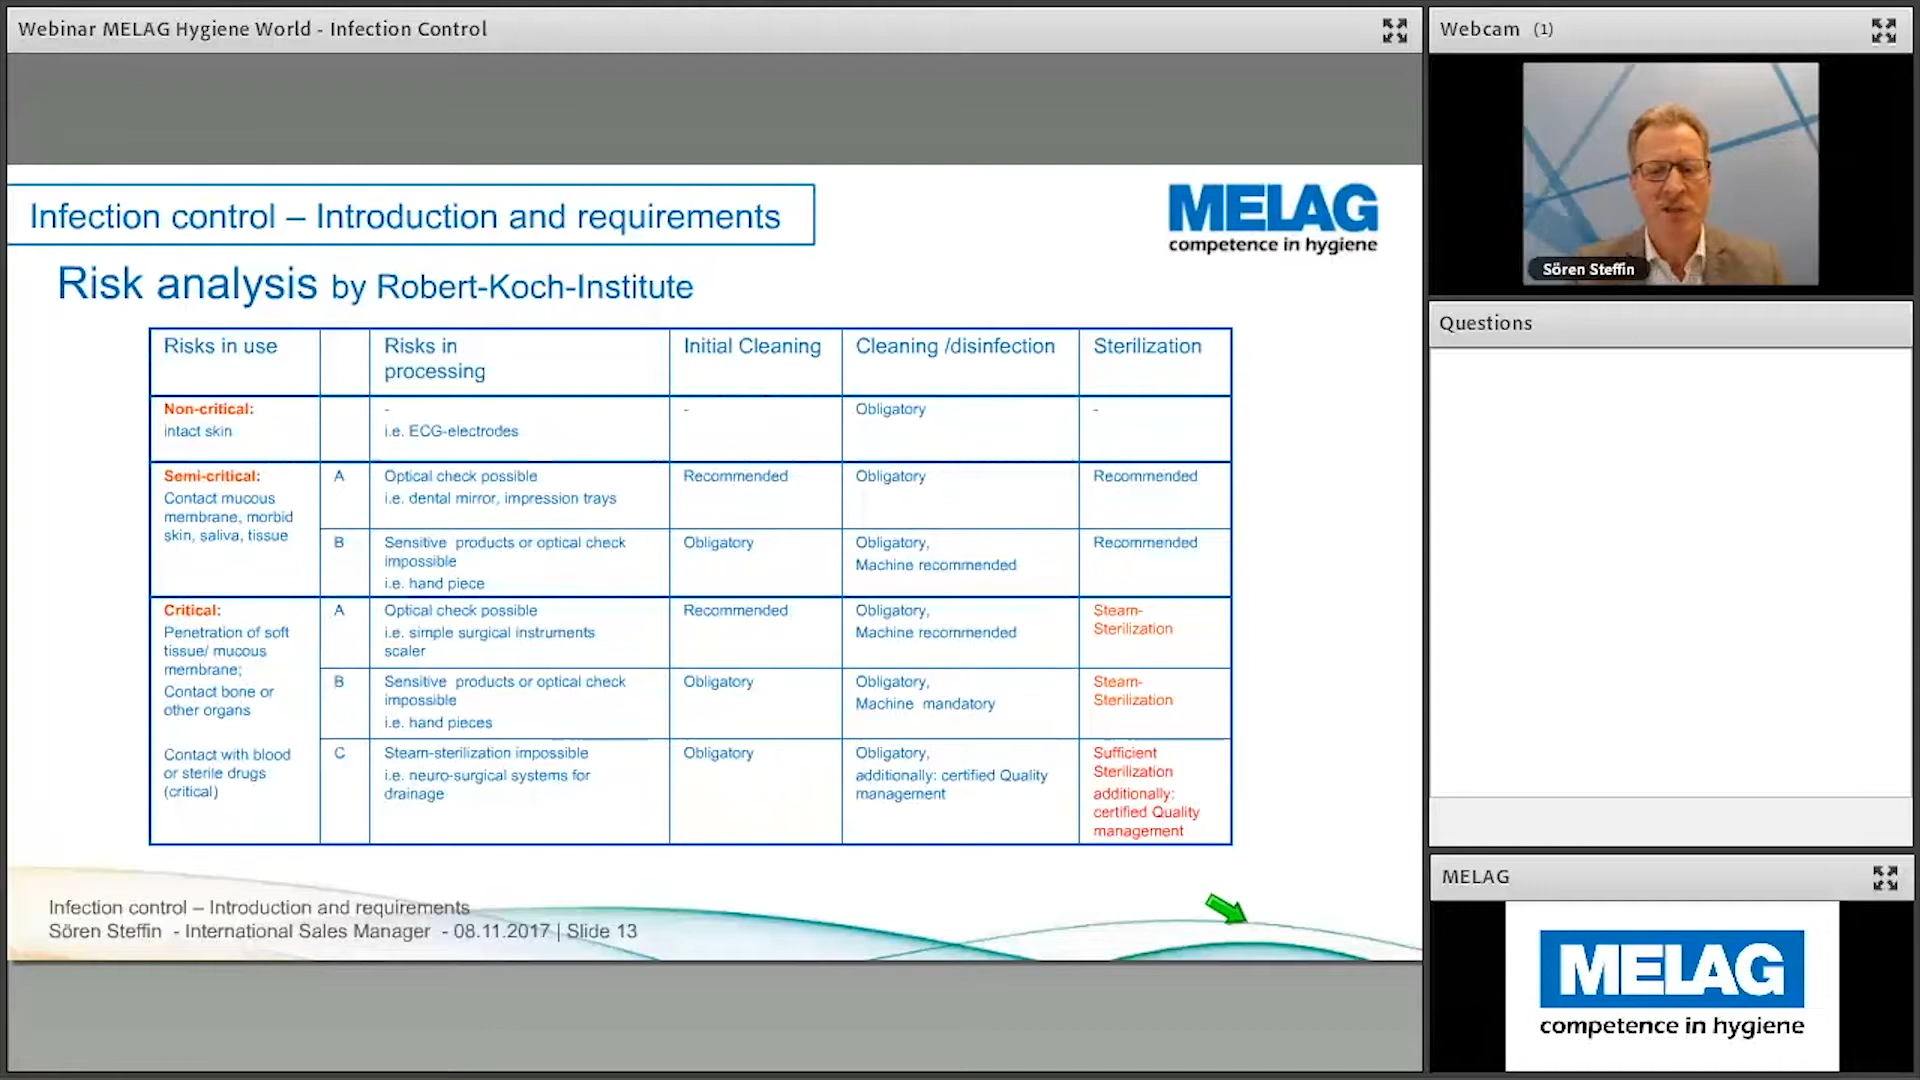 Webinar MELAG Hygiene World - Infection Control
Infection control – Introduction and requirements
MELAG
competence in hygiene
Risk analysis by Robert-Koch-Institute
Risks in use
Risks in
processing
Initial Cleaning
Cleaning /disinfection
Sterilization
Non-critical:
intact skin
-
i.e. ECG-electrodes
-
Obligatory
-
Semi-critical:
Contact mucous
membrane, morbid
skin, saliva, tissue
A
Optical check possible
i.e. dental mirror, impression trays
Recommended
Obligatory
Recommended
B
Sensitive products or optical check
impossible
i.e. hand piece
Obligatory
Obligatory,
Machine recommended
Recommended
Critical:
Penetration of soft
tissue/ mucous
membrane;
Contact bone or
other organs
Contact with blood
or sterile drugs
(critical)
A
Optical check possible
i.e. simple surgical instruments
scaler
Recommended
Obligatory,
Machine recommended
Steam-
Sterilization
B
Sensitive products or optical check
impossible
i.e. hand pieces
Obligatory
Obligatory,
Machine mandatory
Steam-
Sterilization
C
Steam-sterilization impossible
i.e. neuro-surgical systems for
drainage
Obligatory
Obligatory,
additionally: certified Quality
management
Sufficient
Sterilization
additionally:
certified Quality
management
Infection control – Introduction and requirements
Sören Steffin - International Sales Manager - 08.11.2017 | Slide 13
Webcam (1)
Sören Steffin
Questions
MELAG
MELAG
competence in hygiene